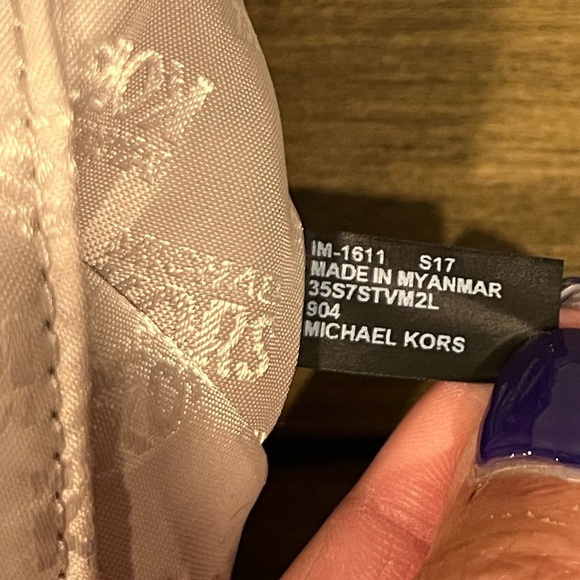 IM-1611 S17
MADE IN MYANMAR
35S7STVM2L
904
MICHAEL KORS